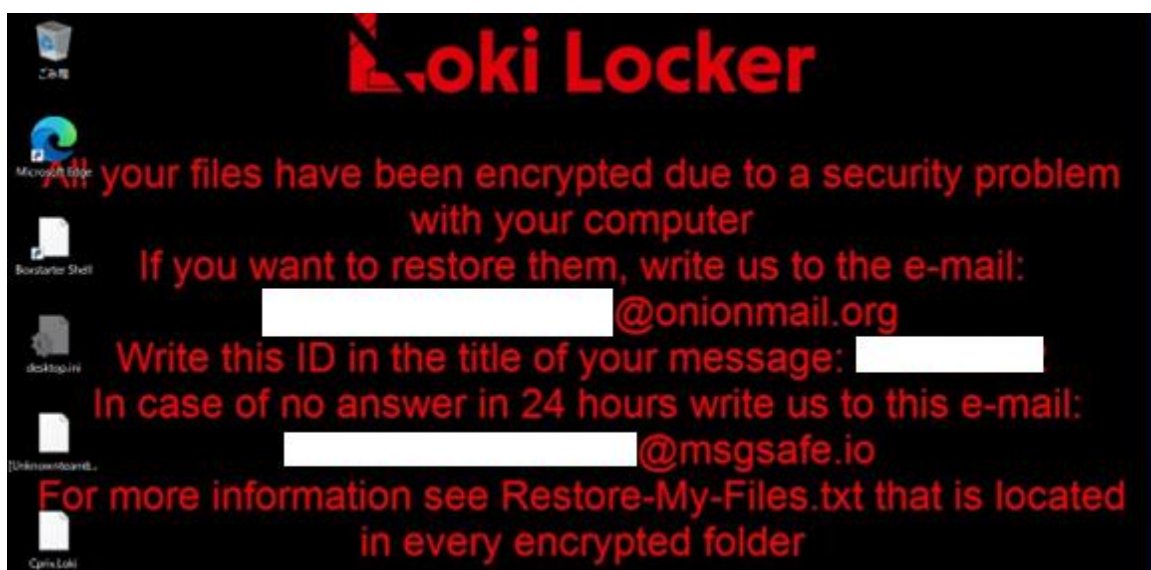 Loki Locker
ごみ箱
Microsoft Edge
All your files have been encrypted due to a security problem
with your computer
Boxstarter Shell
If you want to restore them, write us to the e-mail:
@onionmail.org
Write this ID in the title of your message:
desktop.ini
In case of no answer in 24 hours write us to this e-mail:
@msgsafe.io
For more information see Restore-My-Files.txt that is located
in every encrypted folder
Cprix.Loki